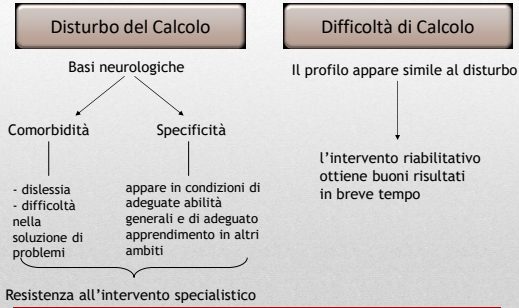 Disturbo del Calcolo
Basi neurologiche
Comorbidità
- dislessia
- difficoltà
nella
soluzione di
problemi
Specificità
appare in condizioni di
adeguate abilità
generali e di adeguato
apprendimento in altri
ambiti
Resistenza all'intervento specialistico
Difficoltà di Calcolo
Il profilo appare simile al disturbo
l'intervento riabilitativo
ottiene buoni risultati
in breve tempo